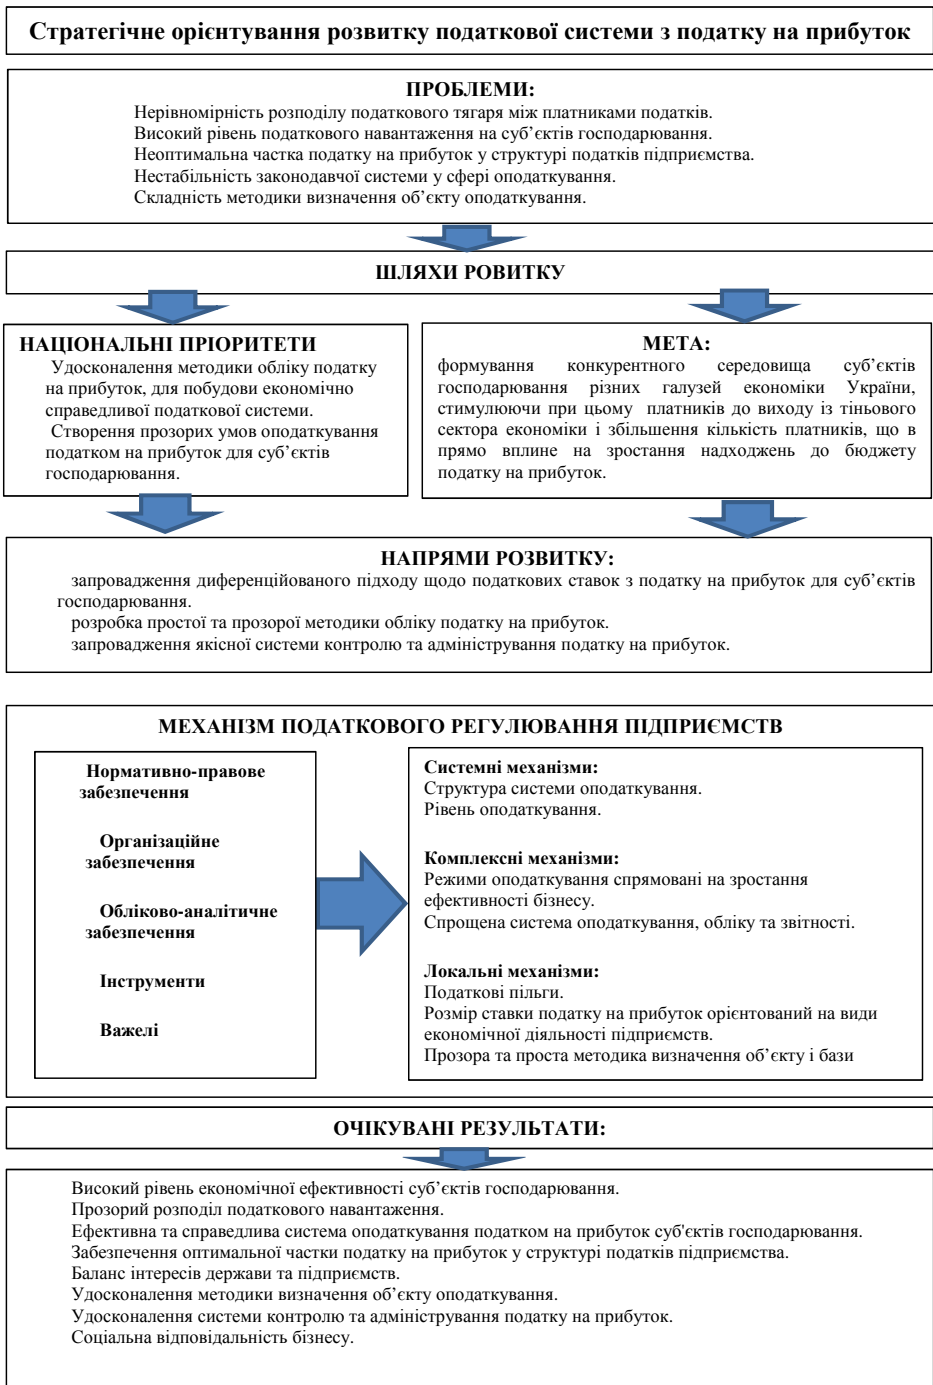 Стратегічне орієнтування розвитку податкової системи з податку на прибуток
ПРОБЛЕМИ:
Нерівномірність розподілу податкового тягаря між платниками податків.
Високий рівень податкового навантаження на суб’єктів господарювання.
Неоптимальна частка податку на прибуток у структурі податків підприємства.
Нестабільність законодавчої системи у сфері оподаткування.
Складність методики визначення об’єкту оподаткування.
ШЛЯХИ РОВИТКУ
НАЦІОНАЛЬНІ ПРІОРИТЕТИ
Удосконалення методики обліку податку
на прибуток, для побудови економічно
справедливої податкової системи.
Створення прозорих умов оподаткування
податком на прибуток для суб’єктів
господарювання.
МЕТА:
формування конкурентного середовища суб’єктів
господарювання різних галузей економіки України,
стимулюючи при цьому платників до виходу із тіньового
сектора економіки і збільшення кількість платників, що в
прямо вплине на зростання надходжень до бюджету
податку на прибуток.
НАПРЯМИ РОЗВИТКУ:
запровадження диференційованого підходу щодо податкових ставок з податку на прибуток для суб’єктів
господарювання.
розробка простої та прозорої методики обліку податку на прибуток.
запровадження якісної системи контролю та адміністрування податку на прибуток.
МЕХАНІЗМ ПОДАТКОВОГО РЕГУЛЮВАННЯ ПІДПРИЄМСТВ
Нормативно-правове
забезпечення
Організаційне
забезпечення
Обліково-аналітичне
забезпечення
Інструменти
Важелі
Системні механізми:
Структура системи оподаткування.
Рівень оподаткування.
Комплексні механізми:
Режими оподаткування спрямовані на зростання
ефективності бізнесу.
Спрощена система оподаткування, обліку та звітності.
Локальні механізми:
Податкові пільги.
Розмір ставки податку на прибуток орієнтований на види
економічної діяльності підприємств.
Прозора та проста методика визначення об’єкту і бази
ОЧІКУВАНІ РЕЗУЛЬТАТИ:
Високий рівень економічної ефективності суб’єктів господарювання.
Прозорий розподіл податкового навантаження.
Ефективна та справедлива система оподаткування податком на прибуток суб'єктів господарювання.
Забезпечення оптимальної частки податку на прибуток у структурі податків підприємства.
Баланс інтересів держави та підприємств.
Удосконалення методики визначення об’єкту оподаткування.
Удосконалення системи контролю та адміністрування податку на прибуток.
Соціальна відповідальність бізнесу.